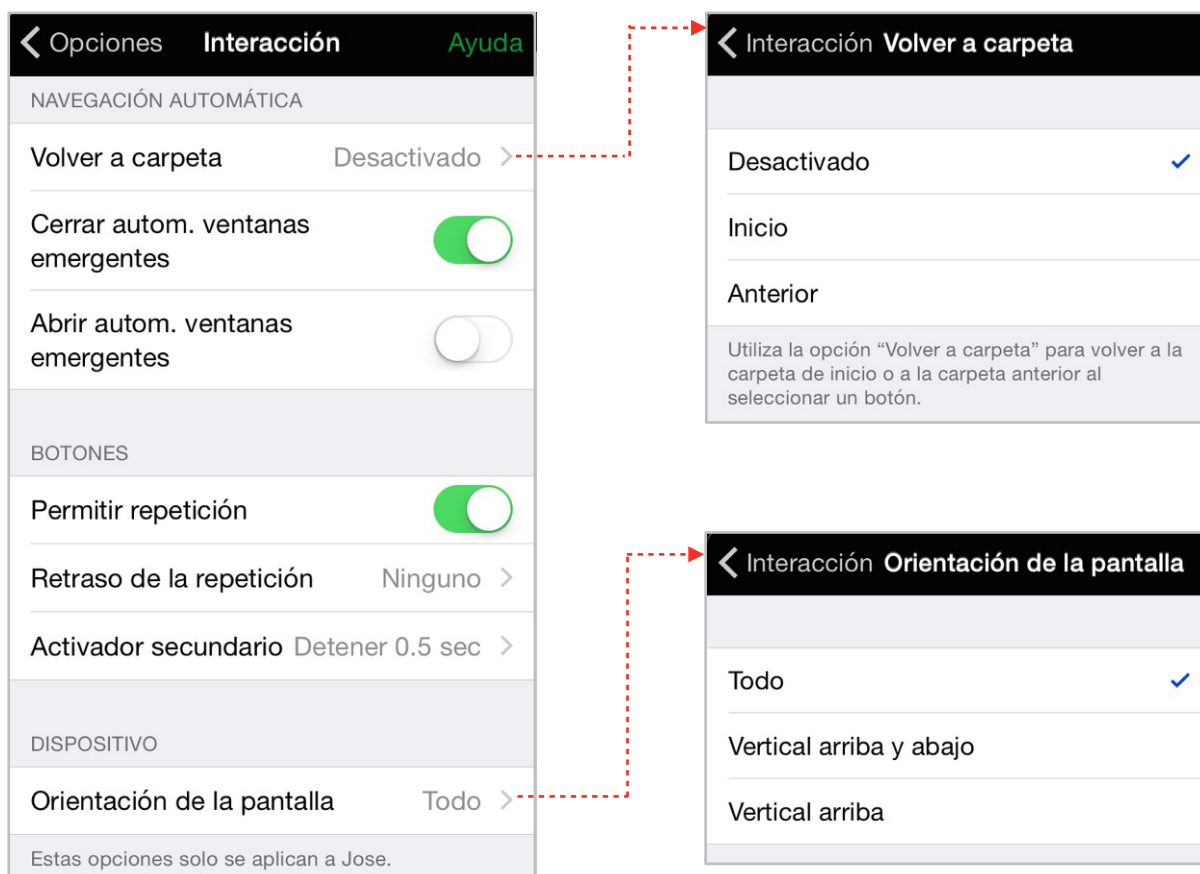 Opciones Interacción Ayuda
NAVEGACIÓN AUTOMÁTICA
Volver a carpeta Desactivado
Cerrar autom. ventanas
emergentes
Abrir autom. ventanas
emergentes
BOTONES
Permitir repetición
Retraso de la repetición Ninguno
Activador secundario Detener 0.5 sec
DISPOSITIVO
Orientación de la pantalla Todo
Estas opciones solo se aplican a Jose.
Interacción Volver a carpeta
Desactivado
Inicio
Anterior
Utiliza la opción “Volver a carpeta” para volver a la
carpeta de inicio o a la carpeta anterior al
seleccionar un botón.
Interacción Orientación de la pantalla
Todo
Vertical arriba y abajo
Vertical arriba